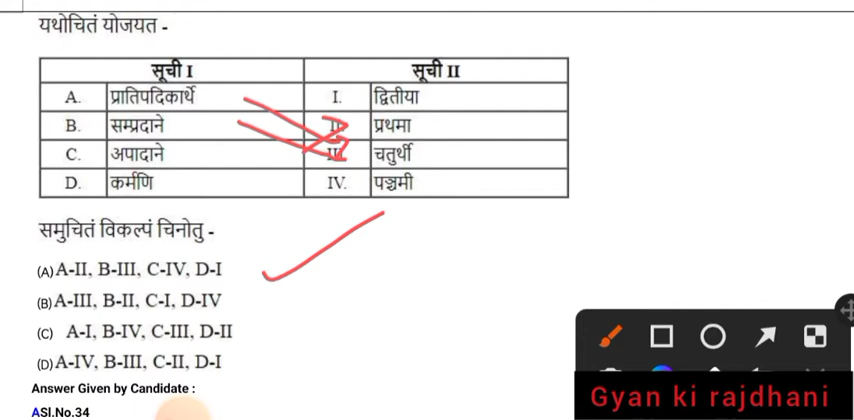 यथोचितं योजयत -
सूची I सूची II
A. प्रातिपदिकार्थे I. द्वितीया
B. सम्प्रदाने II. प्रथमा
C. अपादाने III. चतुर्थी
D. कर्मणि IV. पञ्चमी
समुचितं विकल्पं चिनोतु -
(A) A-II, B-III, C-IV, D-I
(B) A-III, B-II, C-I, D-IV
(C) A-I, B-IV, C-III, D-II
(D) A-IV, B-III, C-II, D-I
Answer Given by Candidate :
ASl.No.34
Gyan ki rajdhani